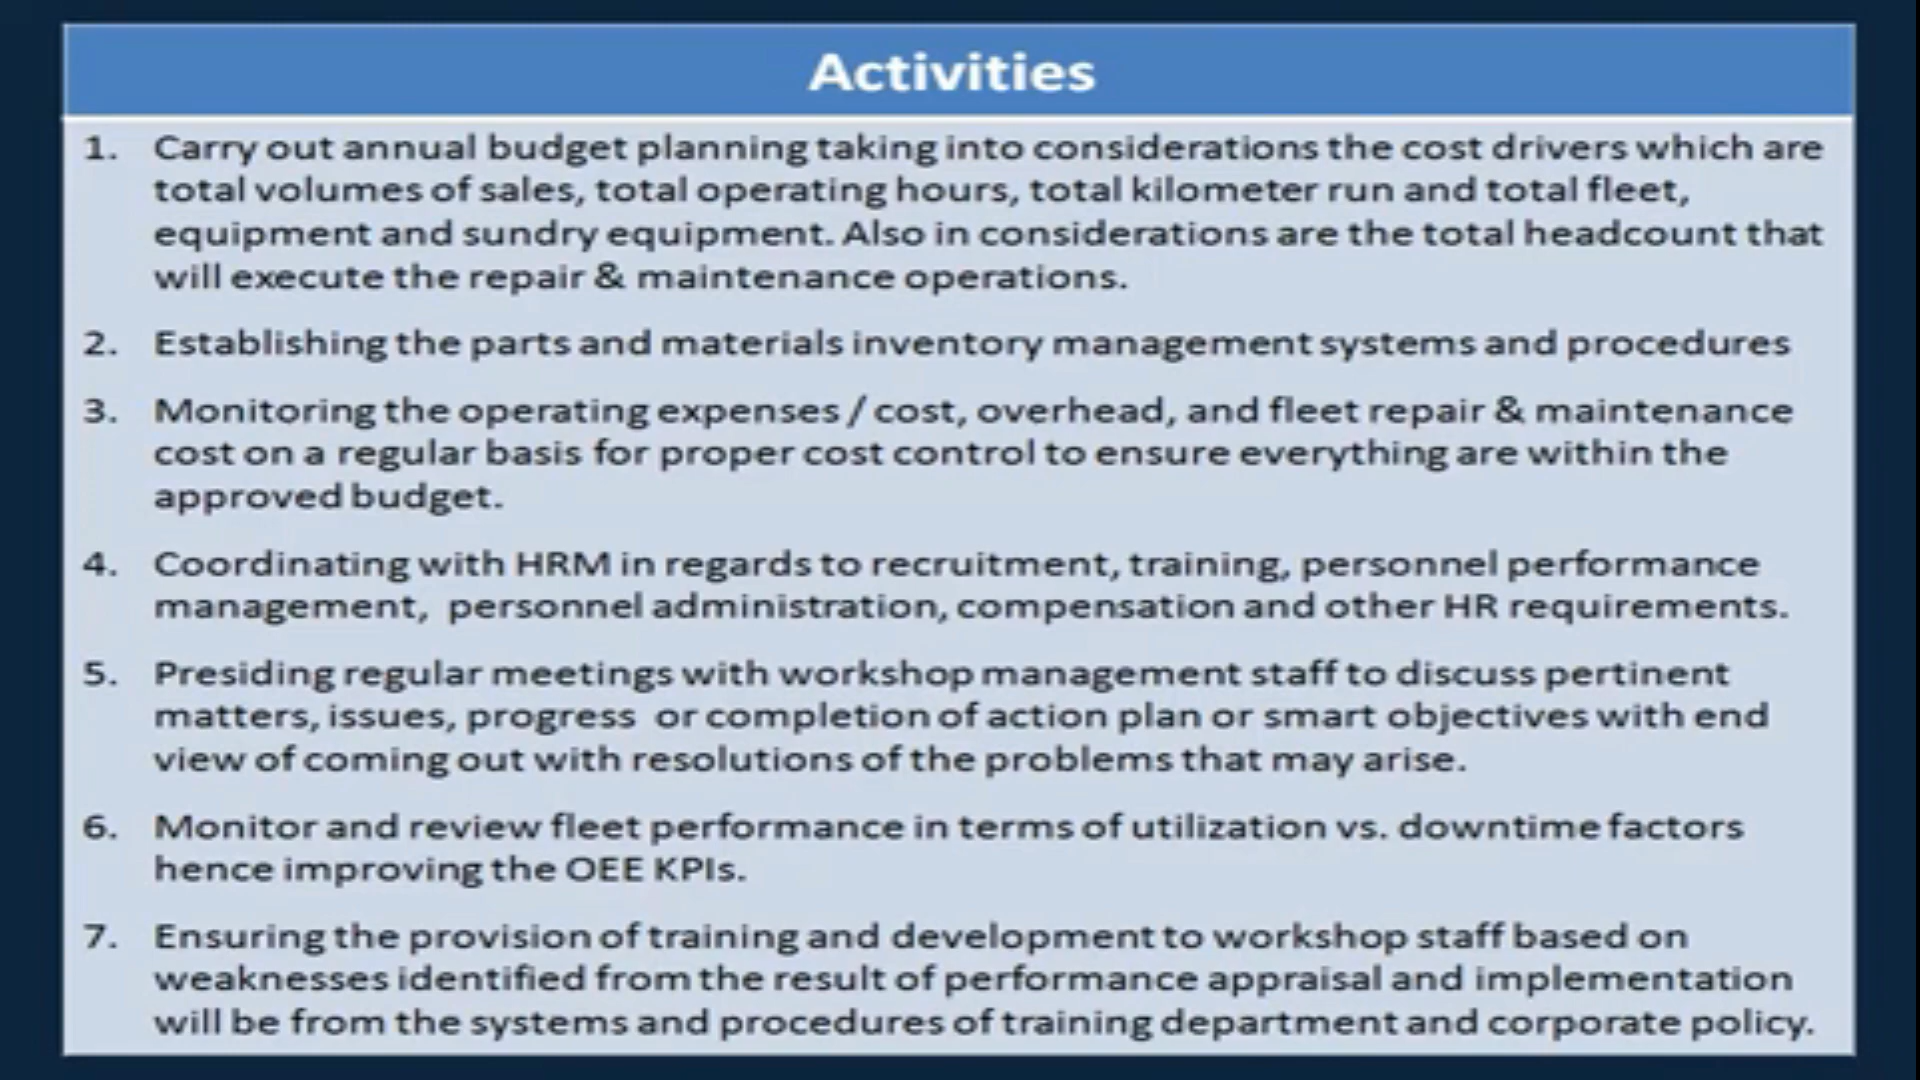 Activities
1. Carry out annual budget planning taking into considerations the cost drivers which are
total volumes of sales, total operating hours, total kilometer run and total fleet,
equipment and sundry equipment. Also in considerations are the total headcount that
will execute the repair & maintenance operations.
2. Establishing the parts and materials inventory management systems and procedures
3. Monitoring the operating expenses / cost, overhead, and fleet repair & maintenance
cost on a regular basis for proper cost control to ensure everything are within the
approved budget.
4. Coordinating with HRM in regards to recruitment, training, personnel performance
management, personnel administration, compensation and other HR requirements.
5. Presiding regular meetings with workshop management staff to discuss pertinent
matters, issues, progress or completion of action plan or smart objectives with end
view of coming out with resolutions of the problems that may arise.
6. Monitor and review fleet performance in terms of utilization vs. downtime factors
hence improving the OEE KPIs.
7. Ensuring the provision of training and development to workshop staff based on
weaknesses identified from the result of performance appraisal and implementation
will be from the systems and procedures of training department and corporate policy.